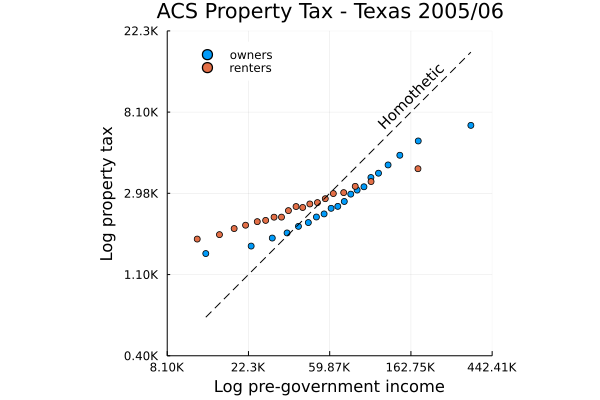 ACS Property Tax - Texas 2005/06
22.3K
owners
renters
Homothetic
8.10K
Log property tax
2.98K
1.10K
0.40K
8.10K 22.3K 59.87K 162.75K 442.41K
Log pre-government income